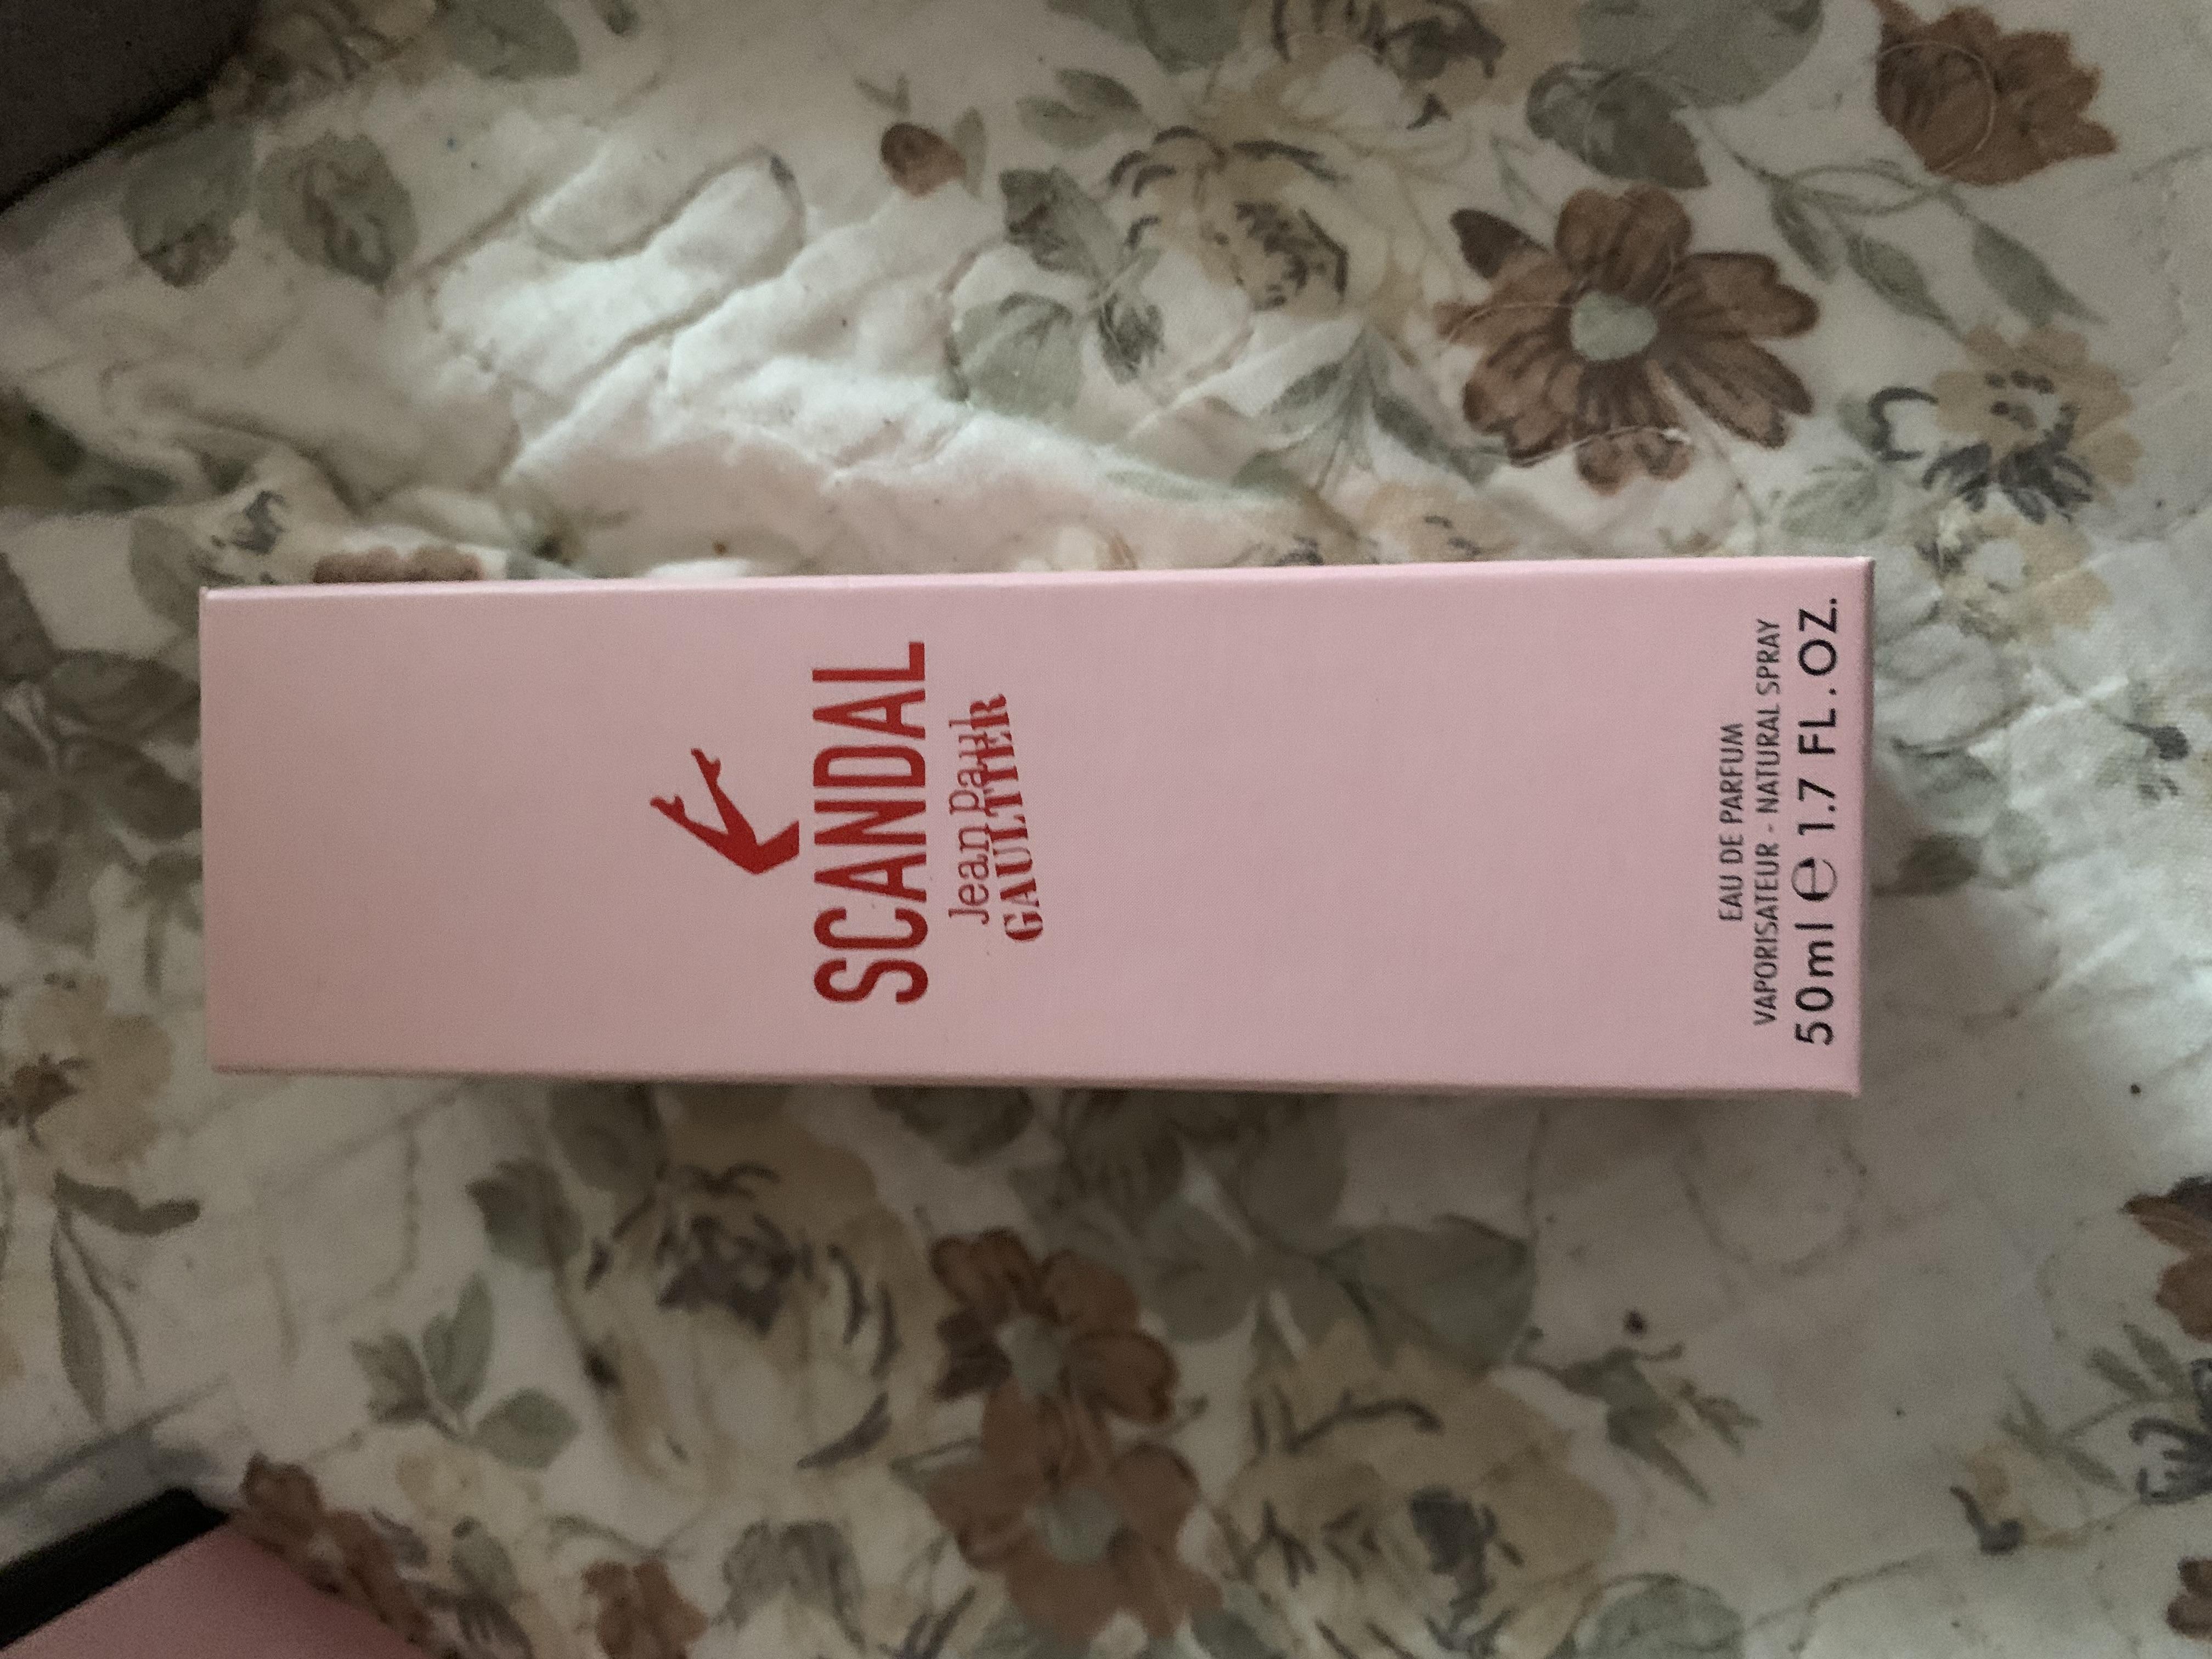 SCANDAL
Jean Paul
GAULTIER
EAU DE PARFUM
VAPORISATEUR - NATURAL SPRAY
50ml ℮ 1.7 FL.OZ.